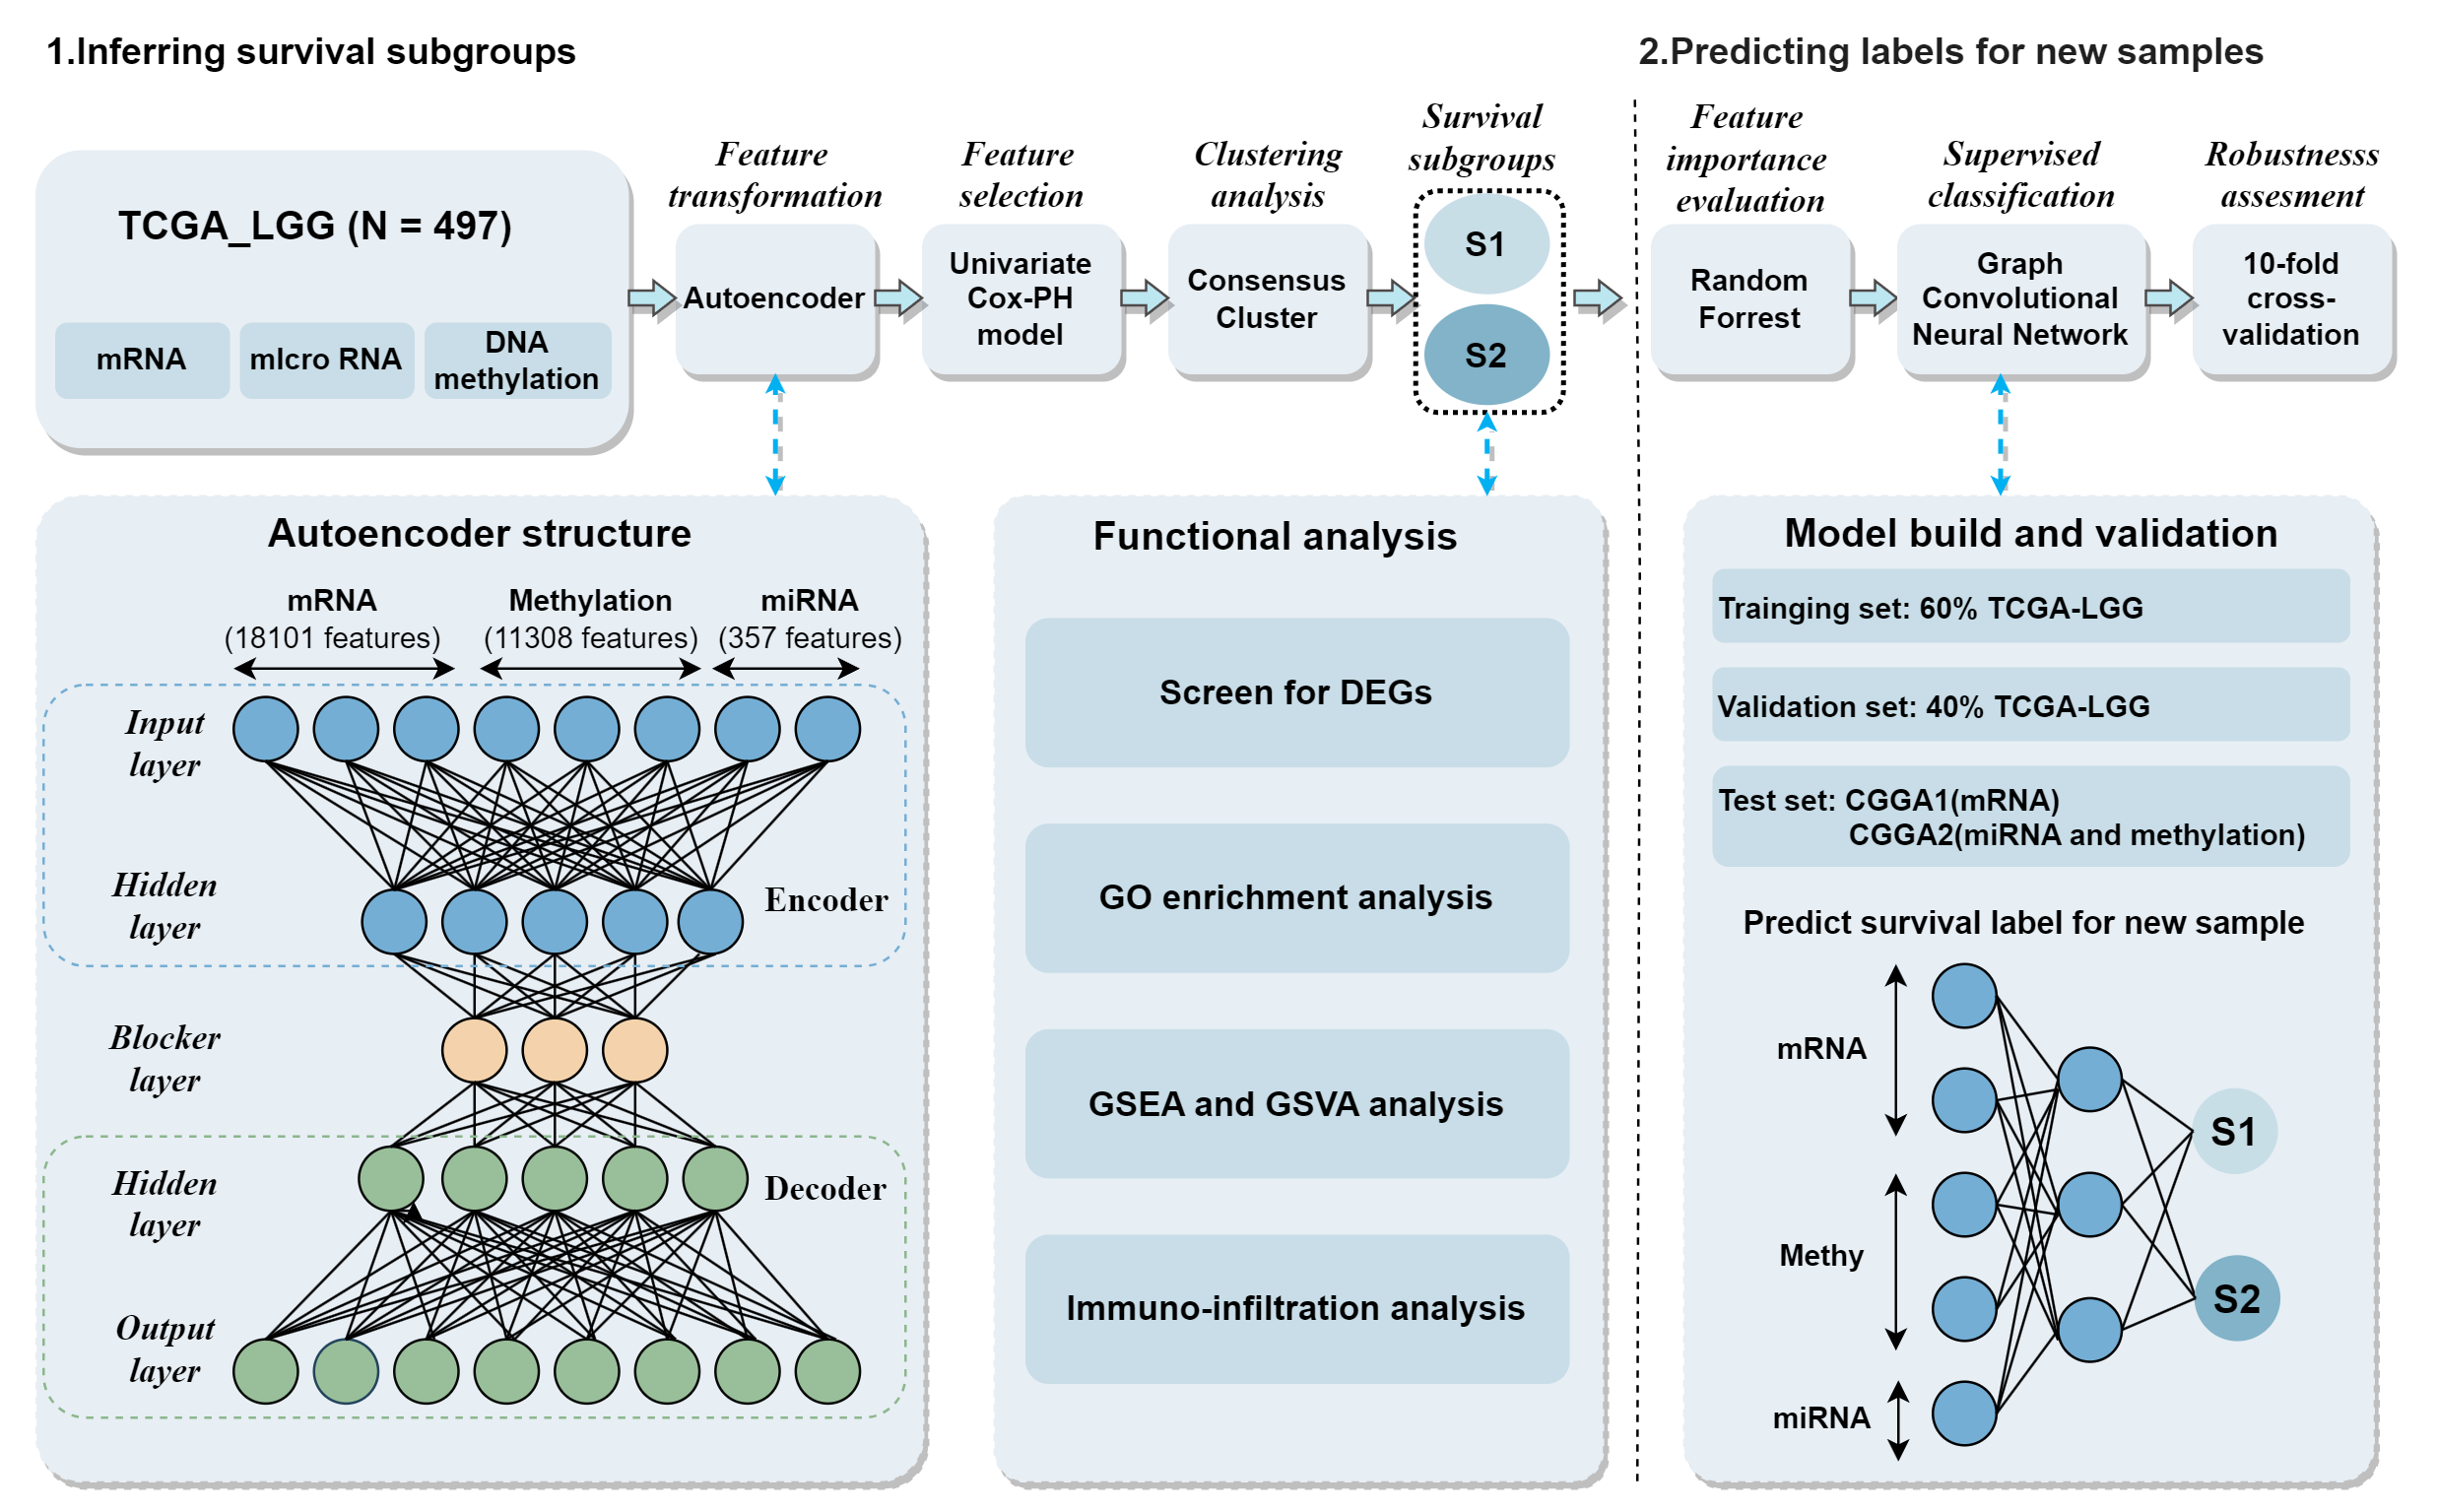 1.Inferring survival subgroups
2.Predicting labels for new samples
TCGA_LGG (N = 497)
mRNA
mIcro RNA
DNA
methylation
Feature
transformation
Autoencoder
Feature
selection
Univariate
Cox-PH
model
Clustering
analysis
Consensus
Cluster
Survival
subgroups
S1
S2
Feature
importance
evaluation
Random
Forrest
Supervised
classification
Graph
Convolutional
Neural Network
Robustnesss
assesment
10-fold
cross-
validation
Autoencoder structure
mRNA
(18101 features)
Methylation
(11308 features)
miRNA
(357 features)
Input
layer
Hidden
layer
Encoder
Blocker
layer
Hidden
layer
Decoder
Output
layer
Functional analysis
Screen for DEGs
GO enrichment analysis
GSEA and GSVA analysis
Immuno-infiltration analysis
Model build and validation
Trainging set: 60% TCGA-LGG
Validation set: 40% TCGA-LGG
Test set: CGGA1(mRNA)
CGGA2(miRNA and methylation)
Predict survival label for new sample
mRNA
Methy
miRNA
S1
S2